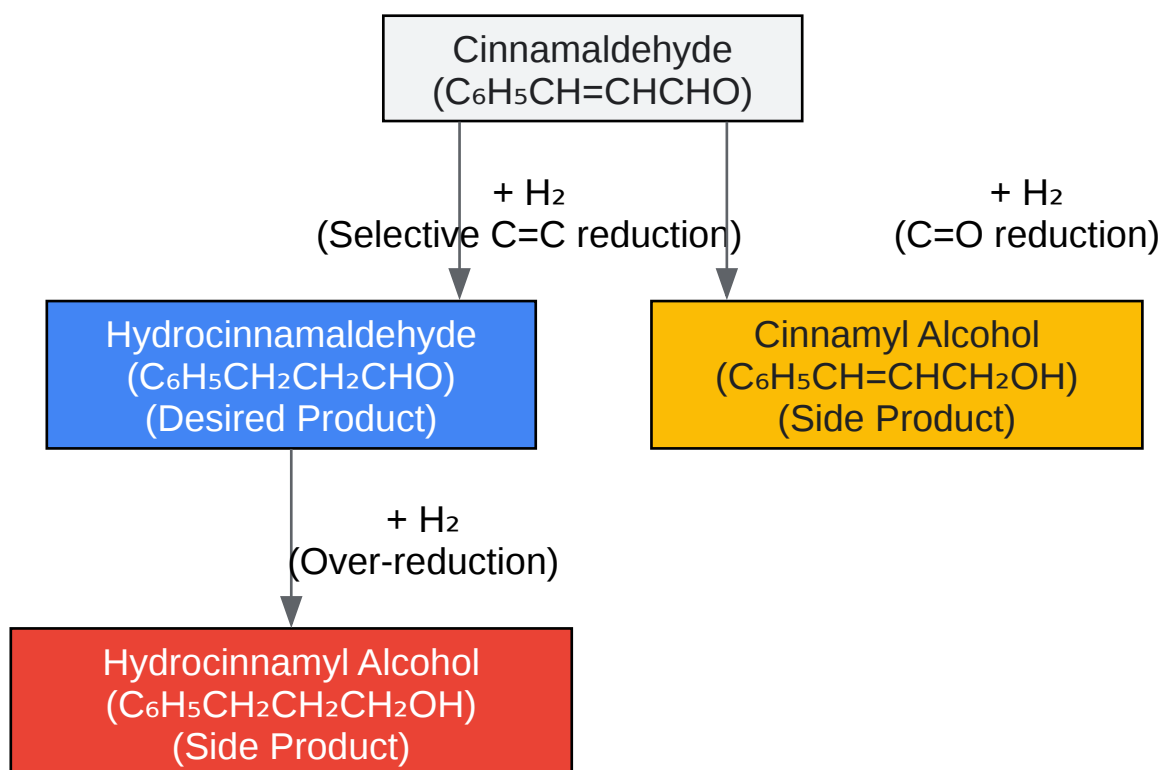 Cinnamaldehyde
(C₆H₅CH=CHCHO)
+ H₂
(Selective C=C reduction)
+ H₂
(C=O reduction)
Hydrocinnamaldehyde
(C₆H₅CH₂CH₂CHO)
(Desired Product)
Cinnamyl Alcohol
(C₆H₅CH=CHCH₂OH)
(Side Product)
+ H₂
(Over-reduction)
Hydrocinnamyl Alcohol
(C₆H₅CH₂CH₂CH₂OH)
(Side Product)